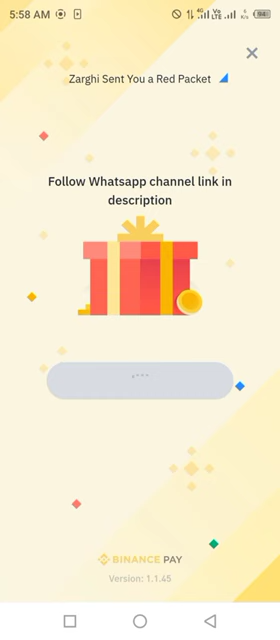 5:58 AM
Zarghi Sent You a Red Packet
Follow Whatsapp channel link in
description
****
BINANCE PAY
Version: 1.1.45